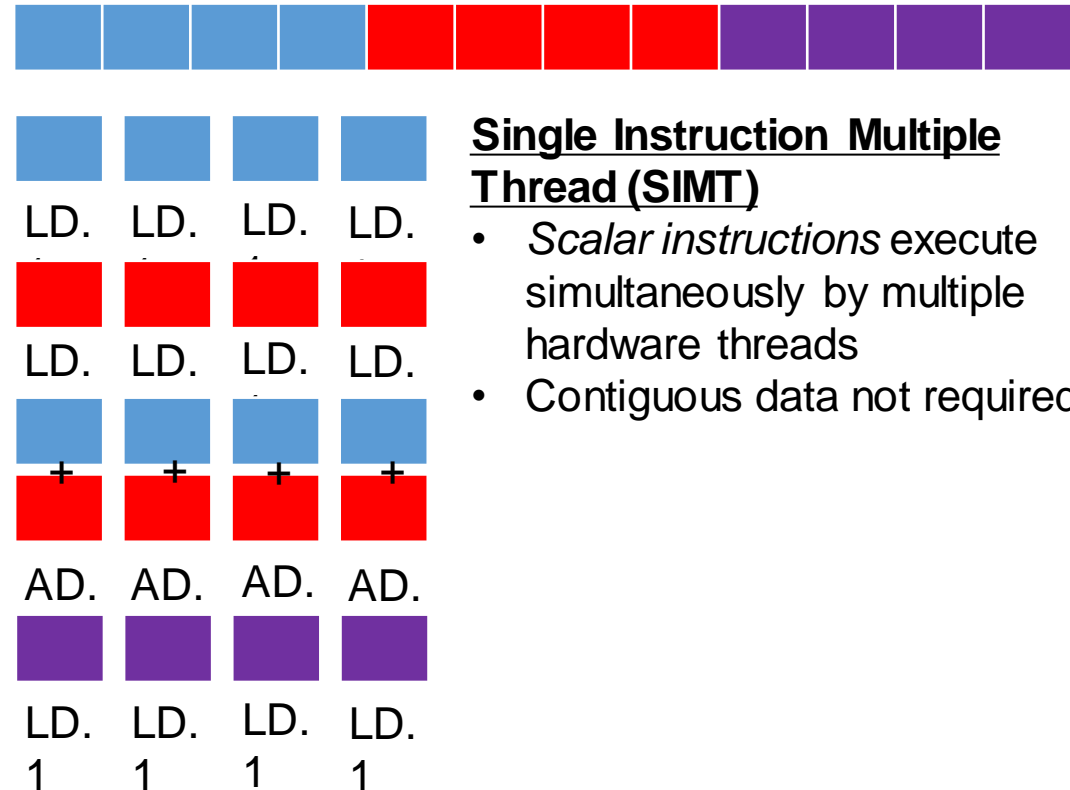 LD. LD. LD. LD.
LD. LD. LD. LD.
+ + + +
AD. AD. AD. AD.
LD. LD. LD. LD.
1 1 1 1
Single Instruction Multiple
Thread (SIMT)
• Scalar instructions execute
simultaneously by multiple
hardware threads
• Contiguous data not required